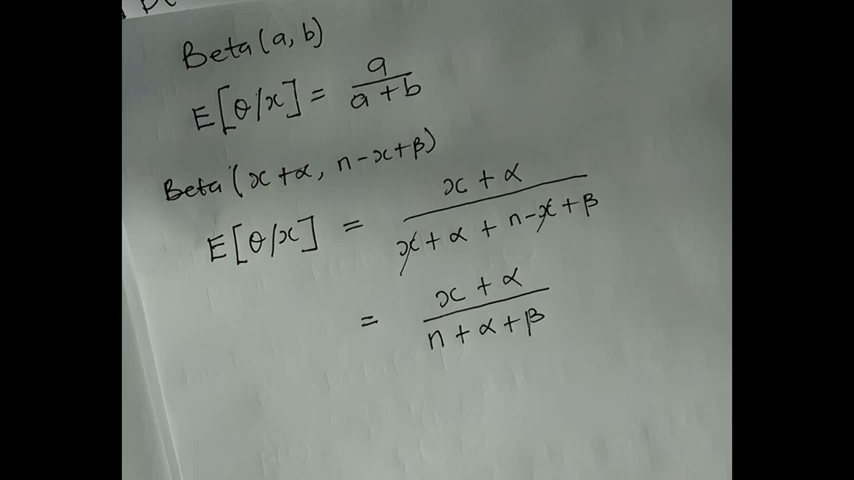 Beta(a, b)
E[θ/x] = a / a + b
Beta(x + α, n - x + β)
E[θ/x] = x + α / x + α + n - x + β
= x + α / n + α + β